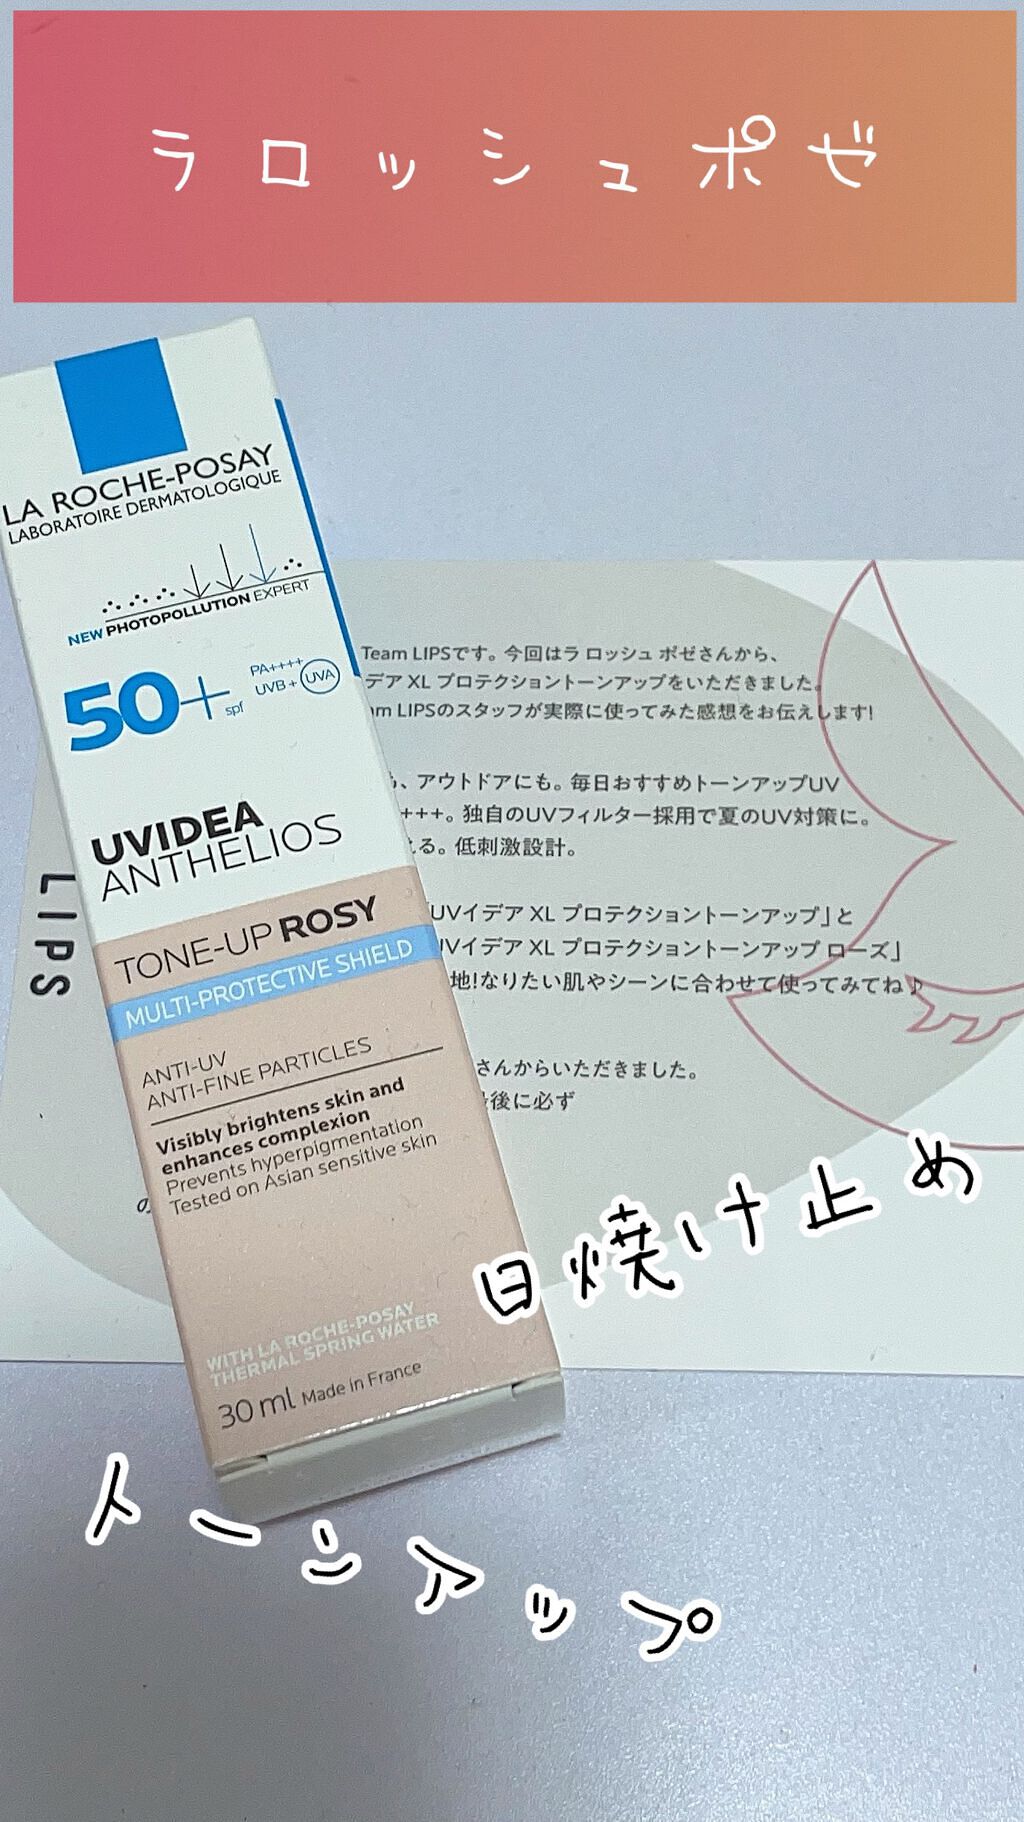 ラロッシュポゼ
LA ROCHE-POSAY
LABORATOIRE DERMATOLOGIQUE
NEW PHOTOPOLLUTION EXPERT
50+ spf
PA++++
UVB + UVA
UVIDEA
ANTHELIOS
TONE-UP ROSY
MULTI-PROTECTIVE SHIELD
ANTI-UV
ANTI-FINE PARTICLES
Visibly brightens skin and
enhances complexion
Prevents hyperpigmentation
Tested on Asian sensitive skin
WITH LA ROCHE-POSAY
THERMAL SPRING WATER
30 ml Made in France
LIPS
Team LIPSです。今回はラ ロッシュ ポゼさんから、
デア XL プロテクショントーンアップをいただきました。
am LIPSのスタッフが実際に使ってみた感想をお伝えします!
、アウトドアにも。毎日おすすめトーンアップUV
+++。独自のUVフィルター採用で夏のUV対策に。
る。低刺激設計。
UVイデア XL プロテクショントーンアップ」と
UVイデア XL プロテクショントーンアップ ローズ」
地!なりたい肌やシーンに合わせて使ってみてね♪
さんからいただきました。
後に必ず
の
日焼け止め
トーンアップ